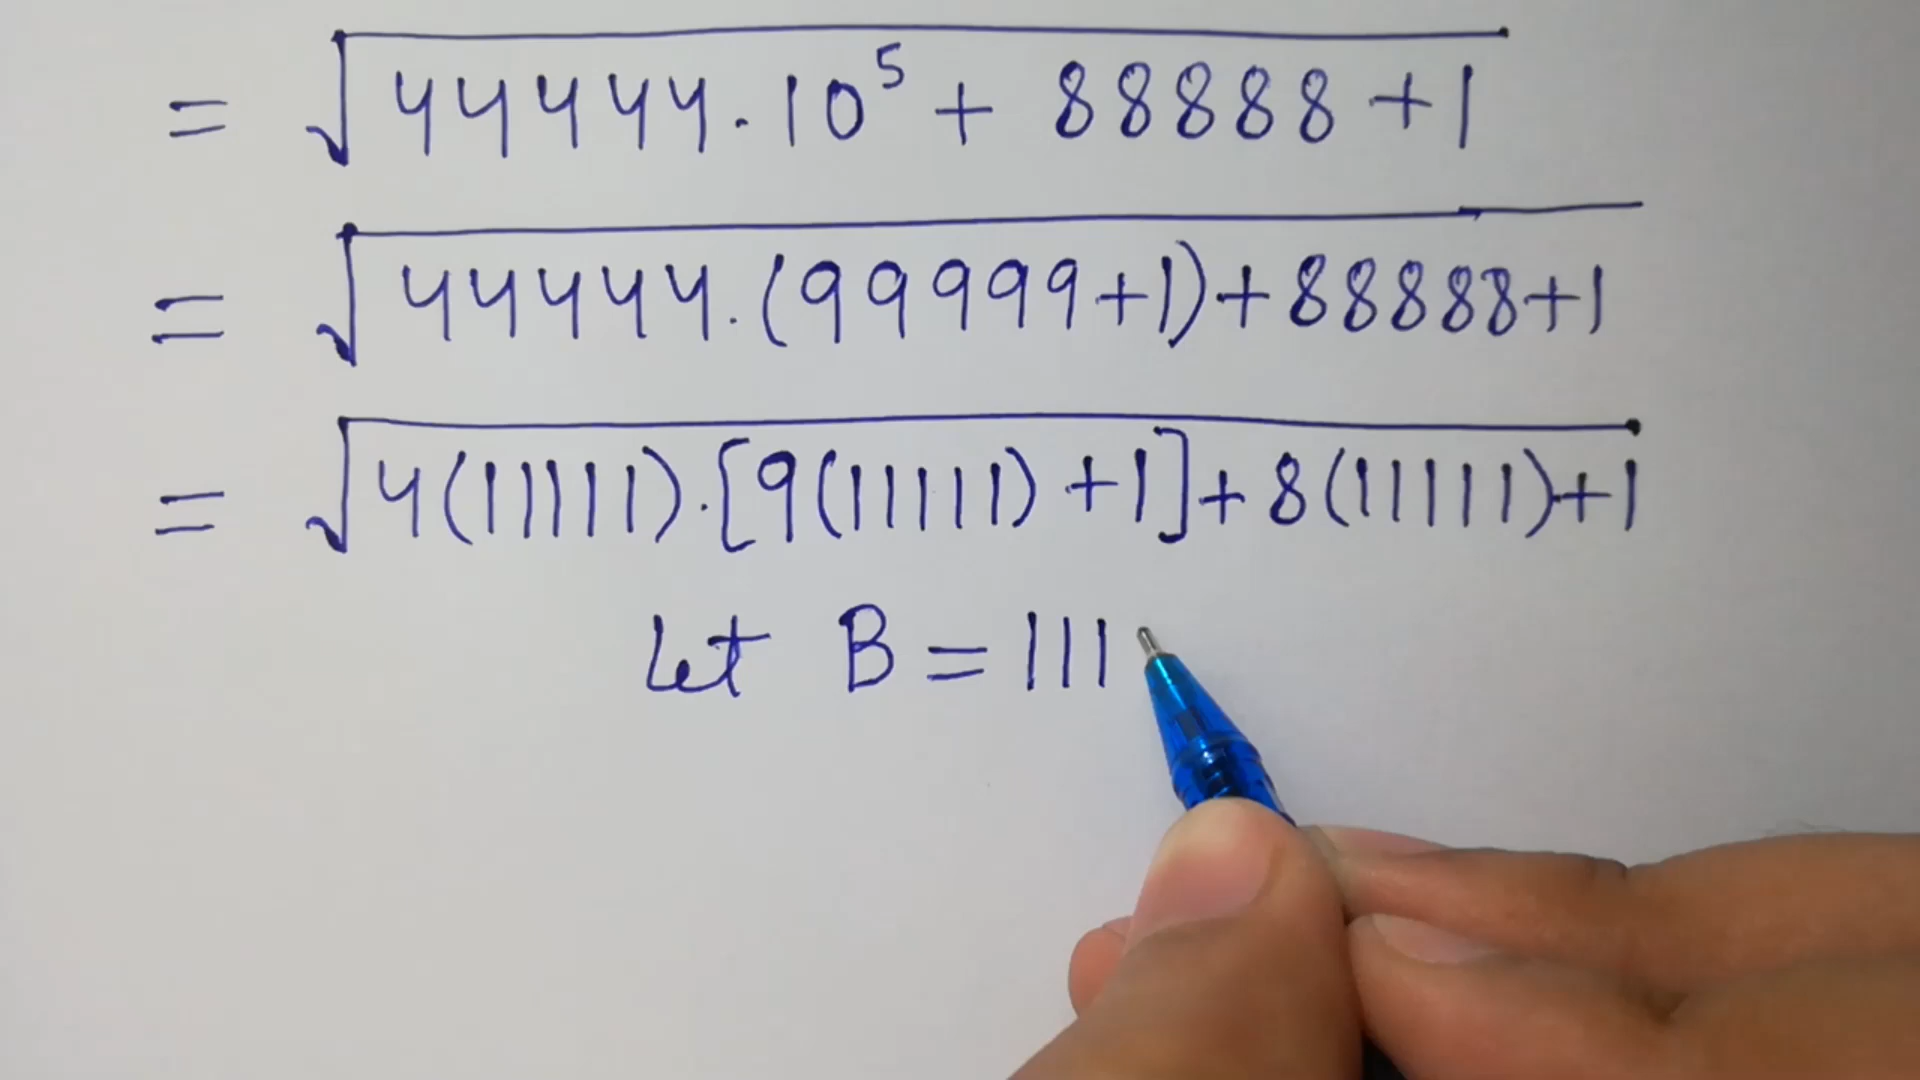 = √44444.10⁵ + 88888 +1
= √44444.(99999+1)+88888+1
= √4(11111).[9(11111) +1]+8(11111)+1
Let B = 111